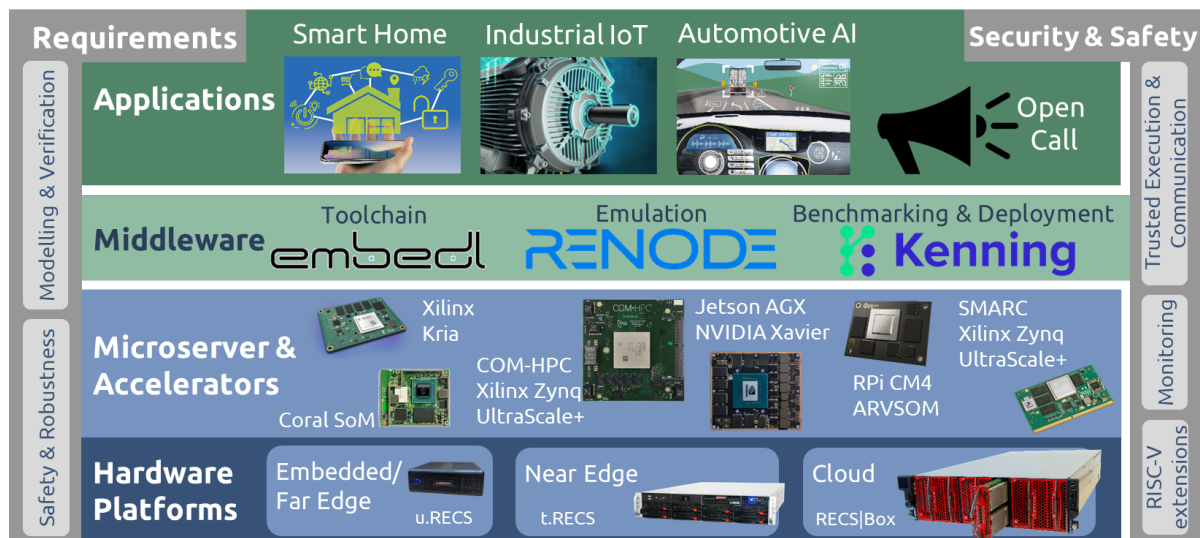 Requirements
Smart Home
Industrial IoT
Automotive AI
Security & Safety
Modelling & Verification
Safety & Robustness
Applications
Open
Call
Middleware
Toolchain
embedl
Emulation
RENODE
Benchmarking & Deployment
Kenning
Microserver &
Accelerators
Xilinx
Kria
Coral SoM
COM-HPC
Xilinx Zynq
UltraScale+
COM•HPC
Jetson AGX
NVIDIA Xavier
RPi CM4
ARVSOM
SMARC
Xilinx Zynq
UltraScale+
Hardware
Platforms
Embedded/
Far Edge
u.RECS
Near Edge
t.RECS
Cloud
RECS|Box
Trusted Execution &
Communication
Monitoring
RISC-V
extensions